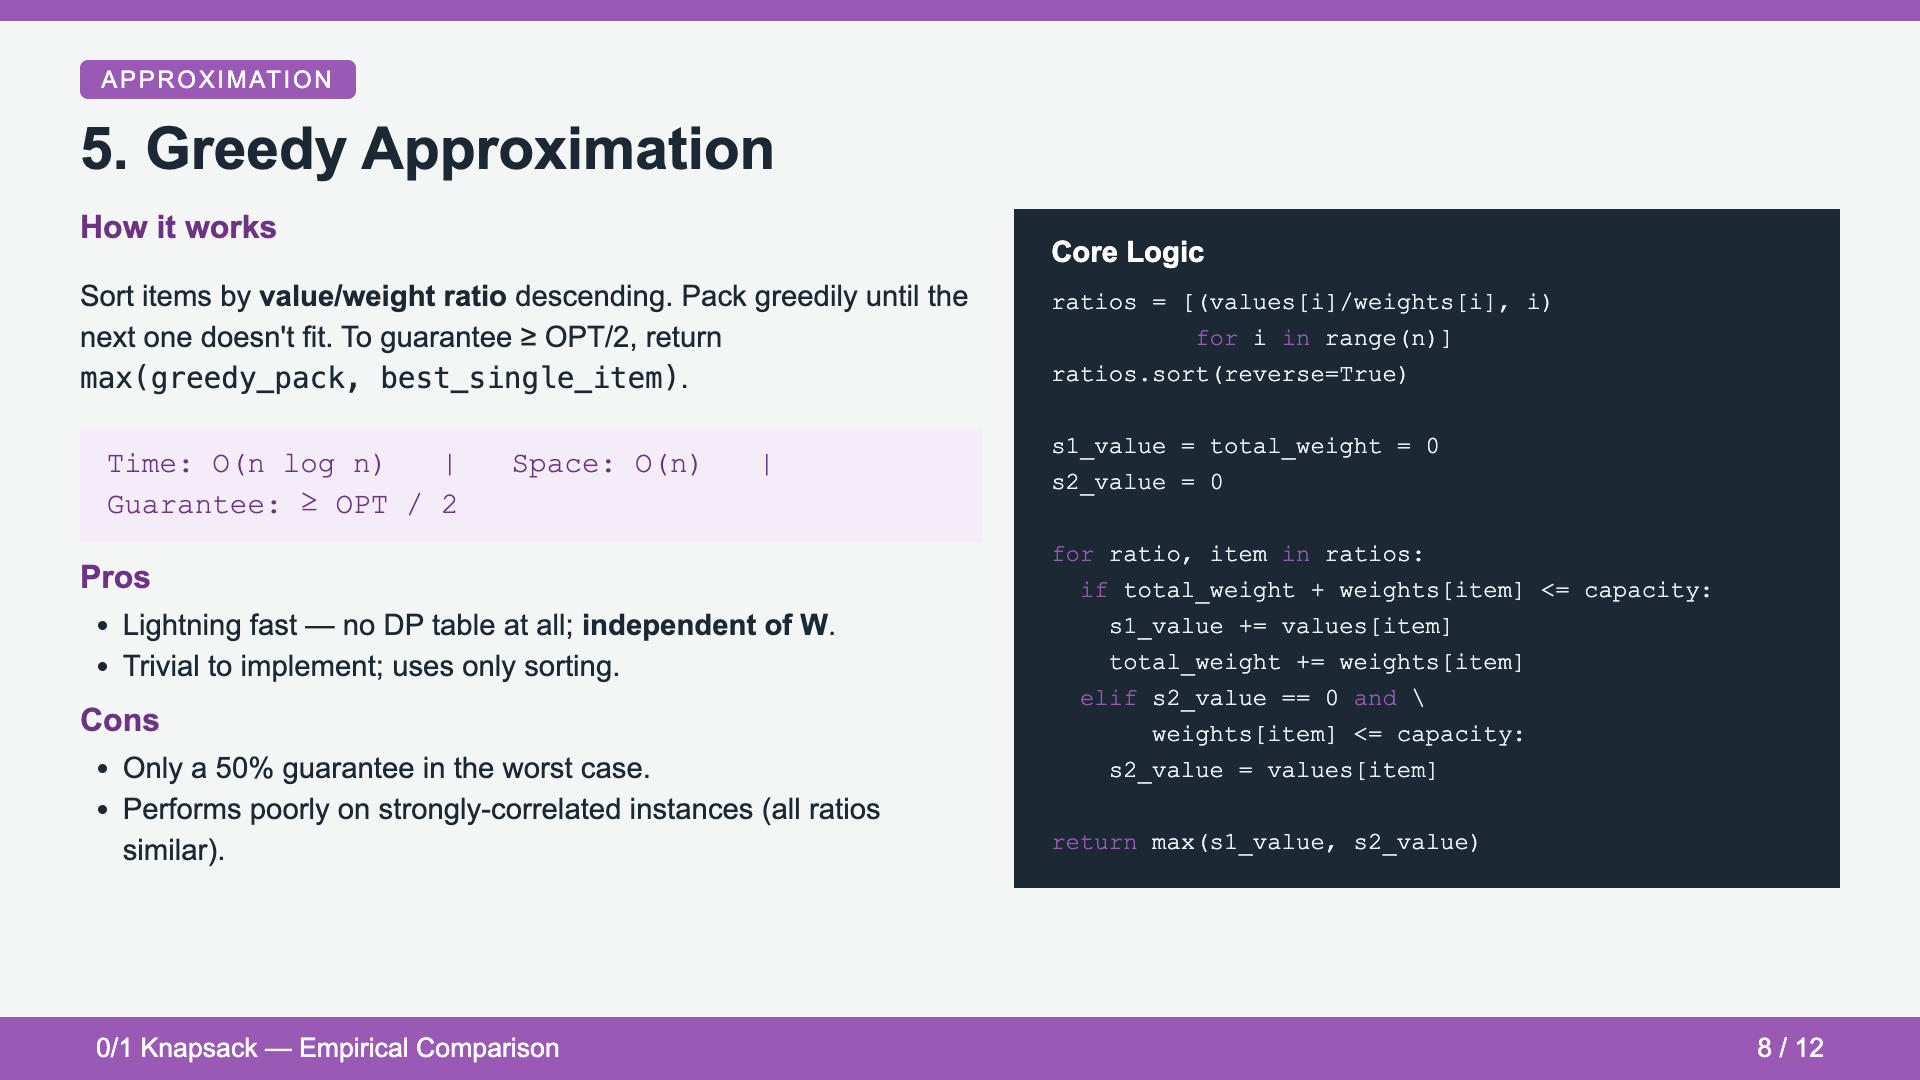 APPROXIMATION
5. Greedy Approximation
How it works
Sort items by value/weight ratio descending. Pack greedily until the
next one doesn't fit. To guarantee ≥ OPT/2, return
max(greedy_pack, best_single_item).
Time: O(n log n)   |   Space: O(n)   |
Guarantee: ≥ OPT / 2
Pros
• Lightning fast — no DP table at all; independent of W.
• Trivial to implement; uses only sorting.
Cons
• Only a 50% guarantee in the worst case.
• Performs poorly on strongly-correlated instances (all ratios
similar).
Core Logic
ratios = [(values[i]/weights[i], i)
          for i in range(n)]
ratios.sort(reverse=True)
s1_value = total_weight = 0
s2_value = 0
for ratio, item in ratios:
  if total_weight + weights[item] <= capacity:
    s1_value += values[item]
    total_weight += weights[item]
  elif s2_value == 0 and \
       weights[item] <= capacity:
    s2_value = values[item]
return max(s1_value, s2_value)
0/1 Knapsack — Empirical Comparison
8 / 12